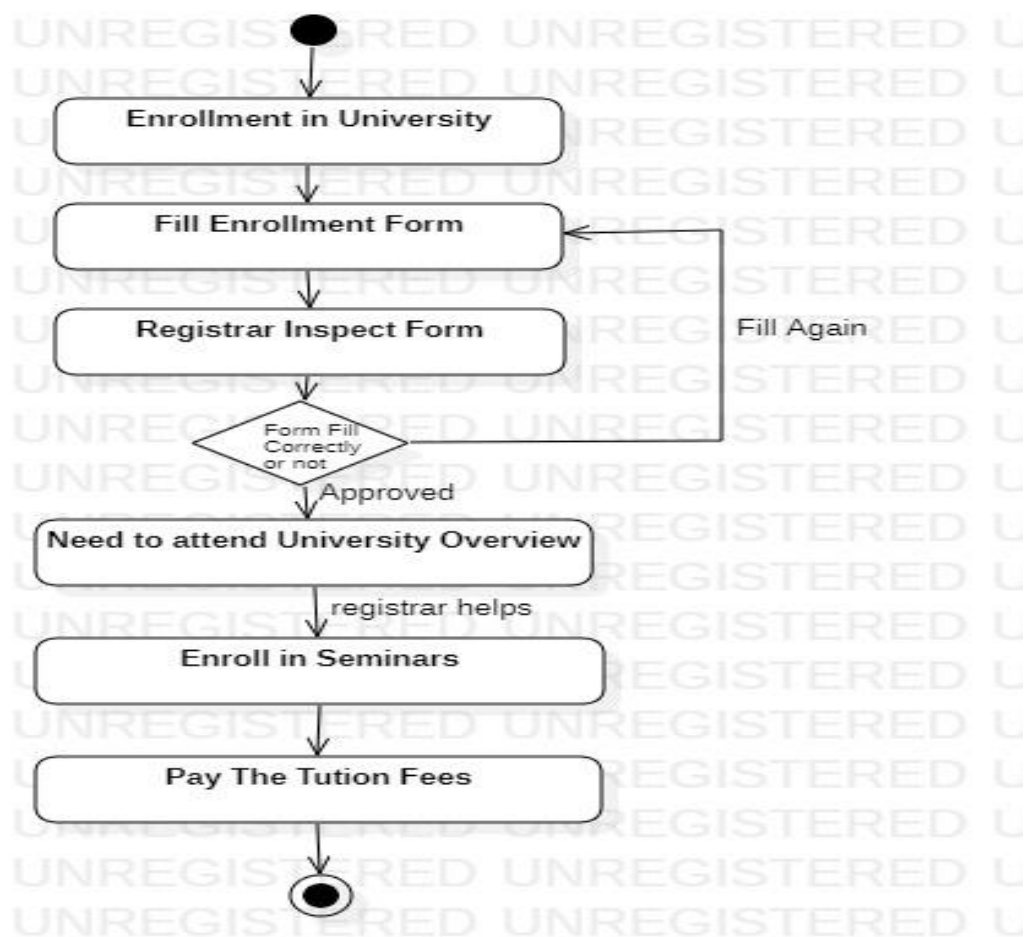 Enrollment in University
Fill Enrollment Form
Registrar Inspect Form
Fill Again
Form Fill
Correctly
or not
Approved
Need to attend University Overview
registrar helps
Enroll in Seminars
Pay The Tution Fees
UNREGISTERED UNREGISTERED U